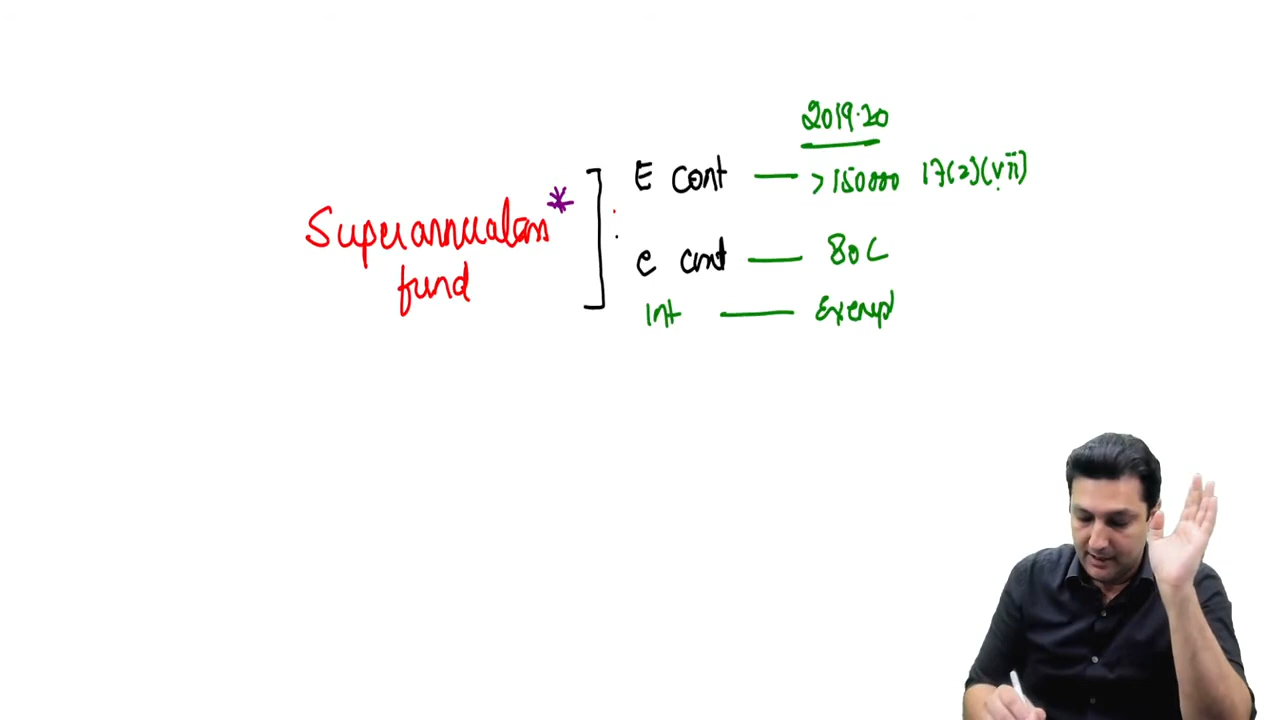 2019-20
E cont — >150000 17(2)(vii)
Superannuation*
e cont — 80C
fund
Int — Exempt